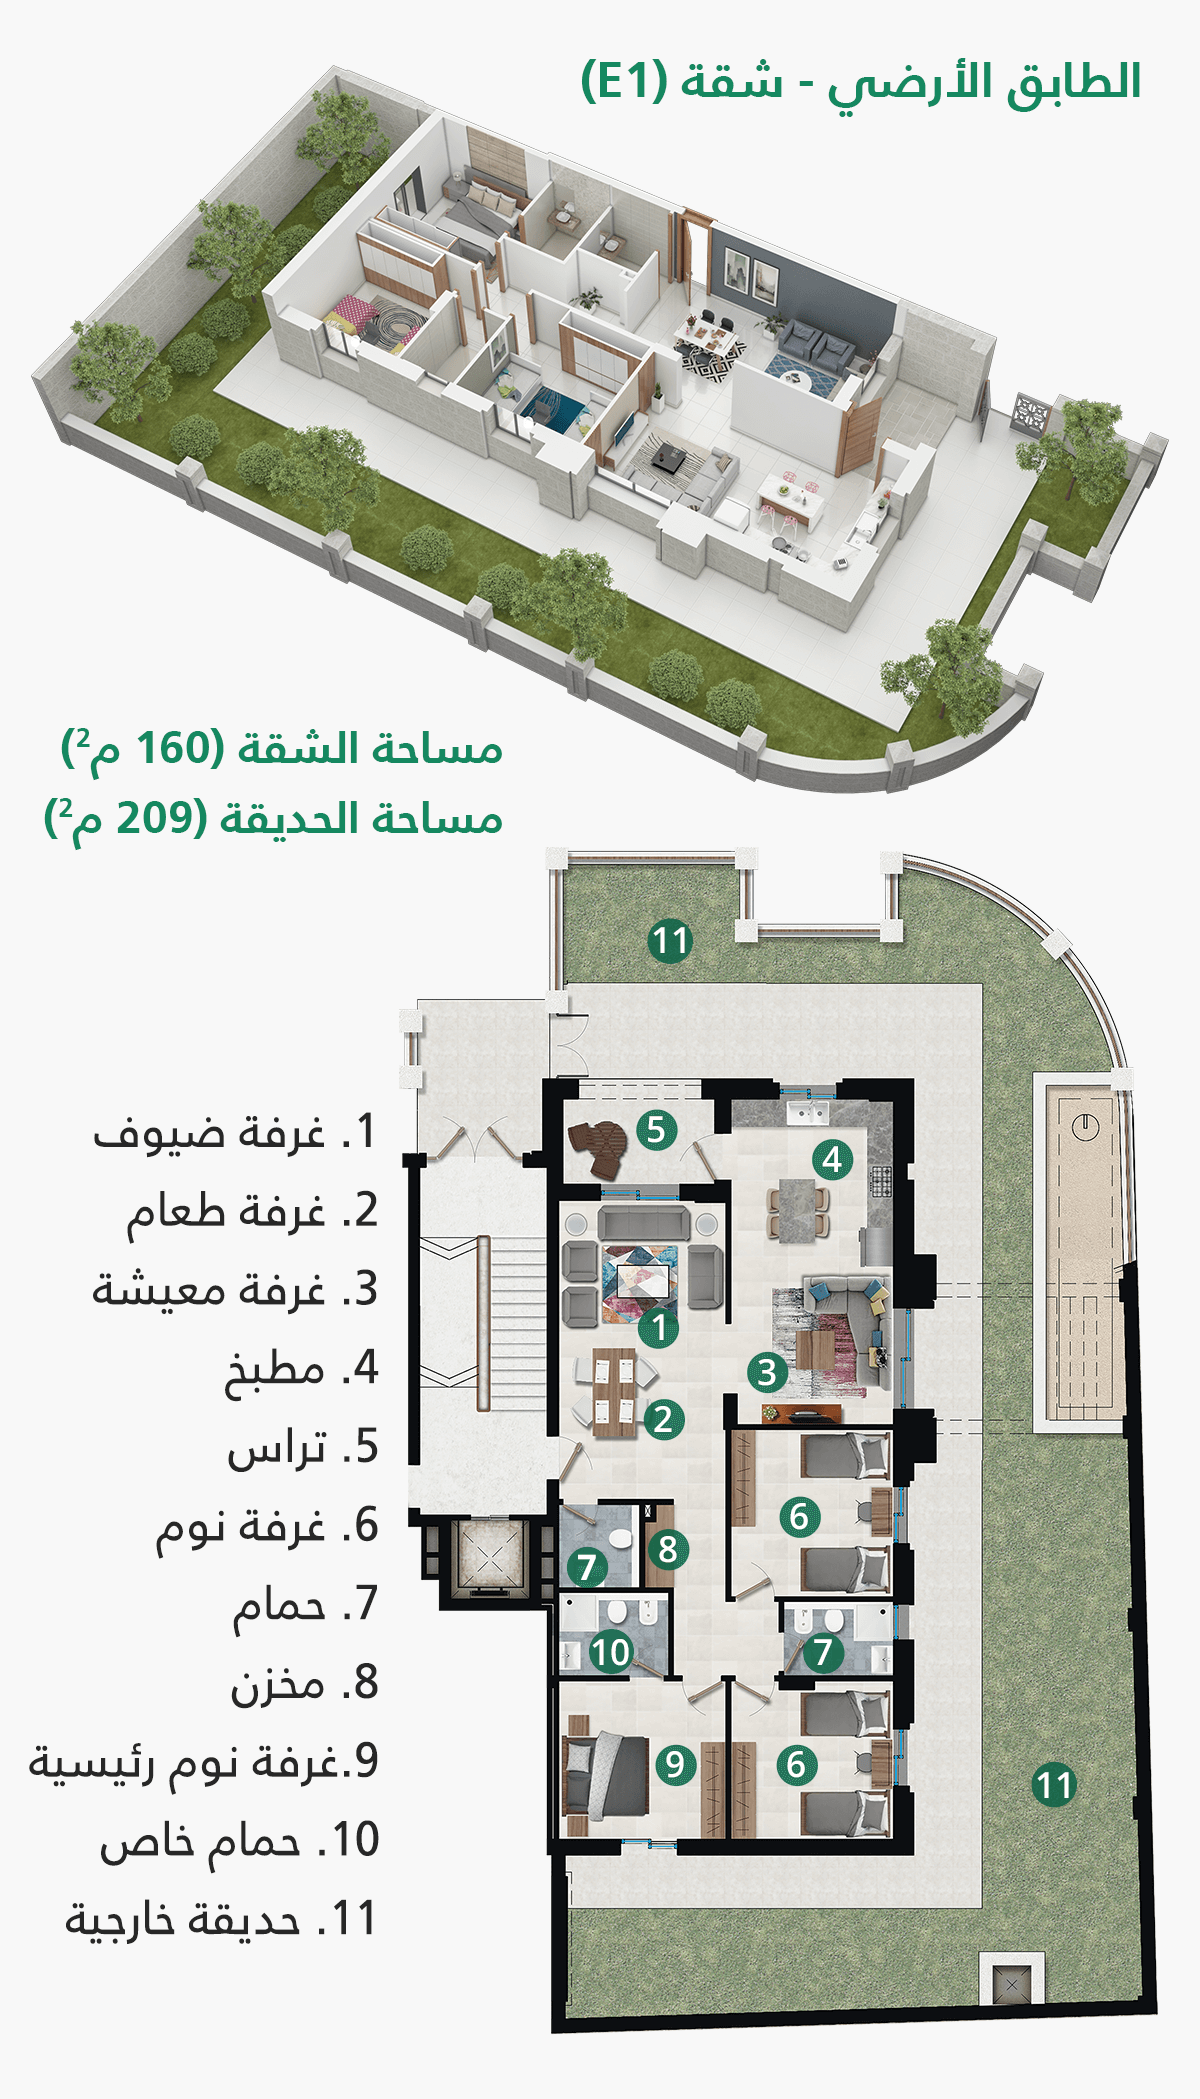 الطابق الأرضي - شقة (E1)
مساحة الشقة (160 م²)
مساحة الحديقة (209 م²)
1. غرفة ضيوف
2. غرفة طعام
3. غرفة معيشة
4. مطبخ
5. تراس
6. غرفة نوم
7. حمام
8. مخزن
9.غرفة نوم رئيسية
10. حمام خاص
11. حديقة خارجية
11
5
4
1
3
2
6
8
7
10
7
9
6
11